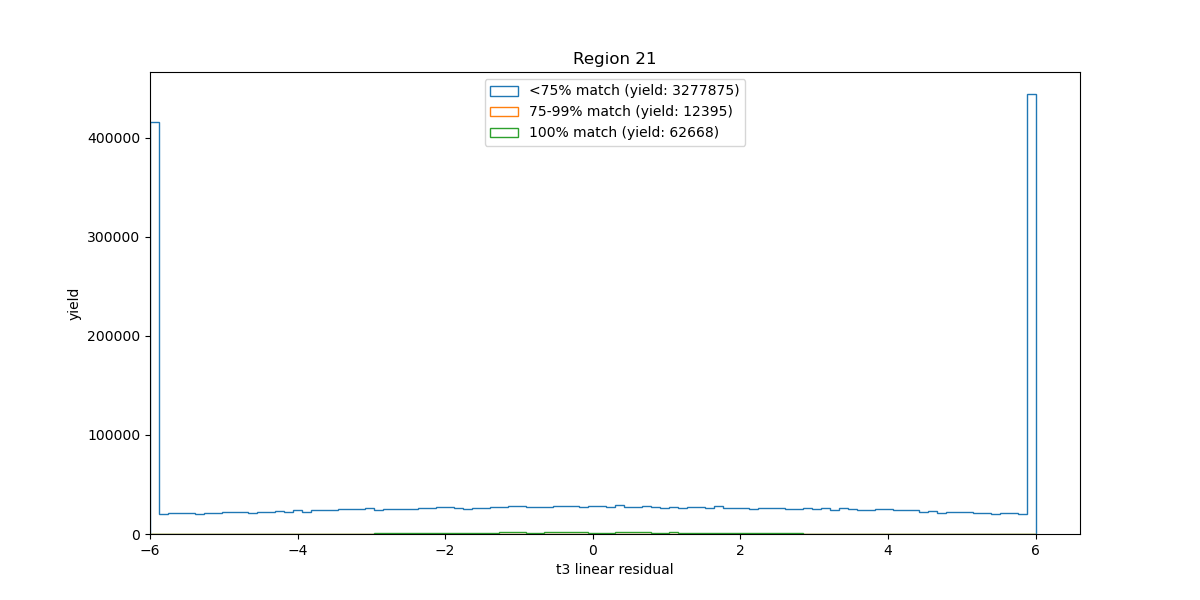 Region 21
<75% match (yield: 3277875)
75-99% match (yield: 12395)
100% match (yield: 62668)
400000
300000
200000
100000
0
yield
−6 −4 −2 0 2 4 6
t3 linear residual